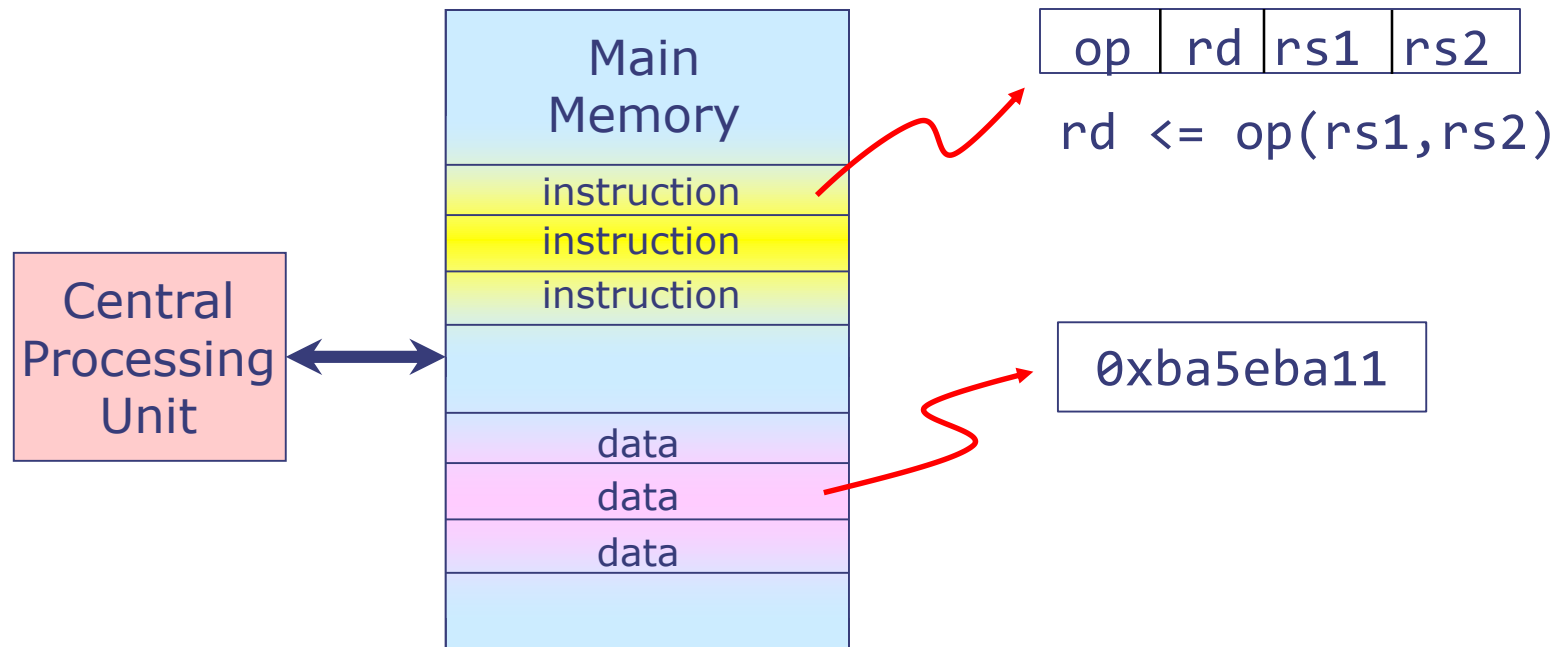 Main
Memory
instruction
instruction
instruction
data
data
data
Central
Processing
Unit
op rd rs1 rs2
rd <= op(rs1,rs2)
0xba5eba11